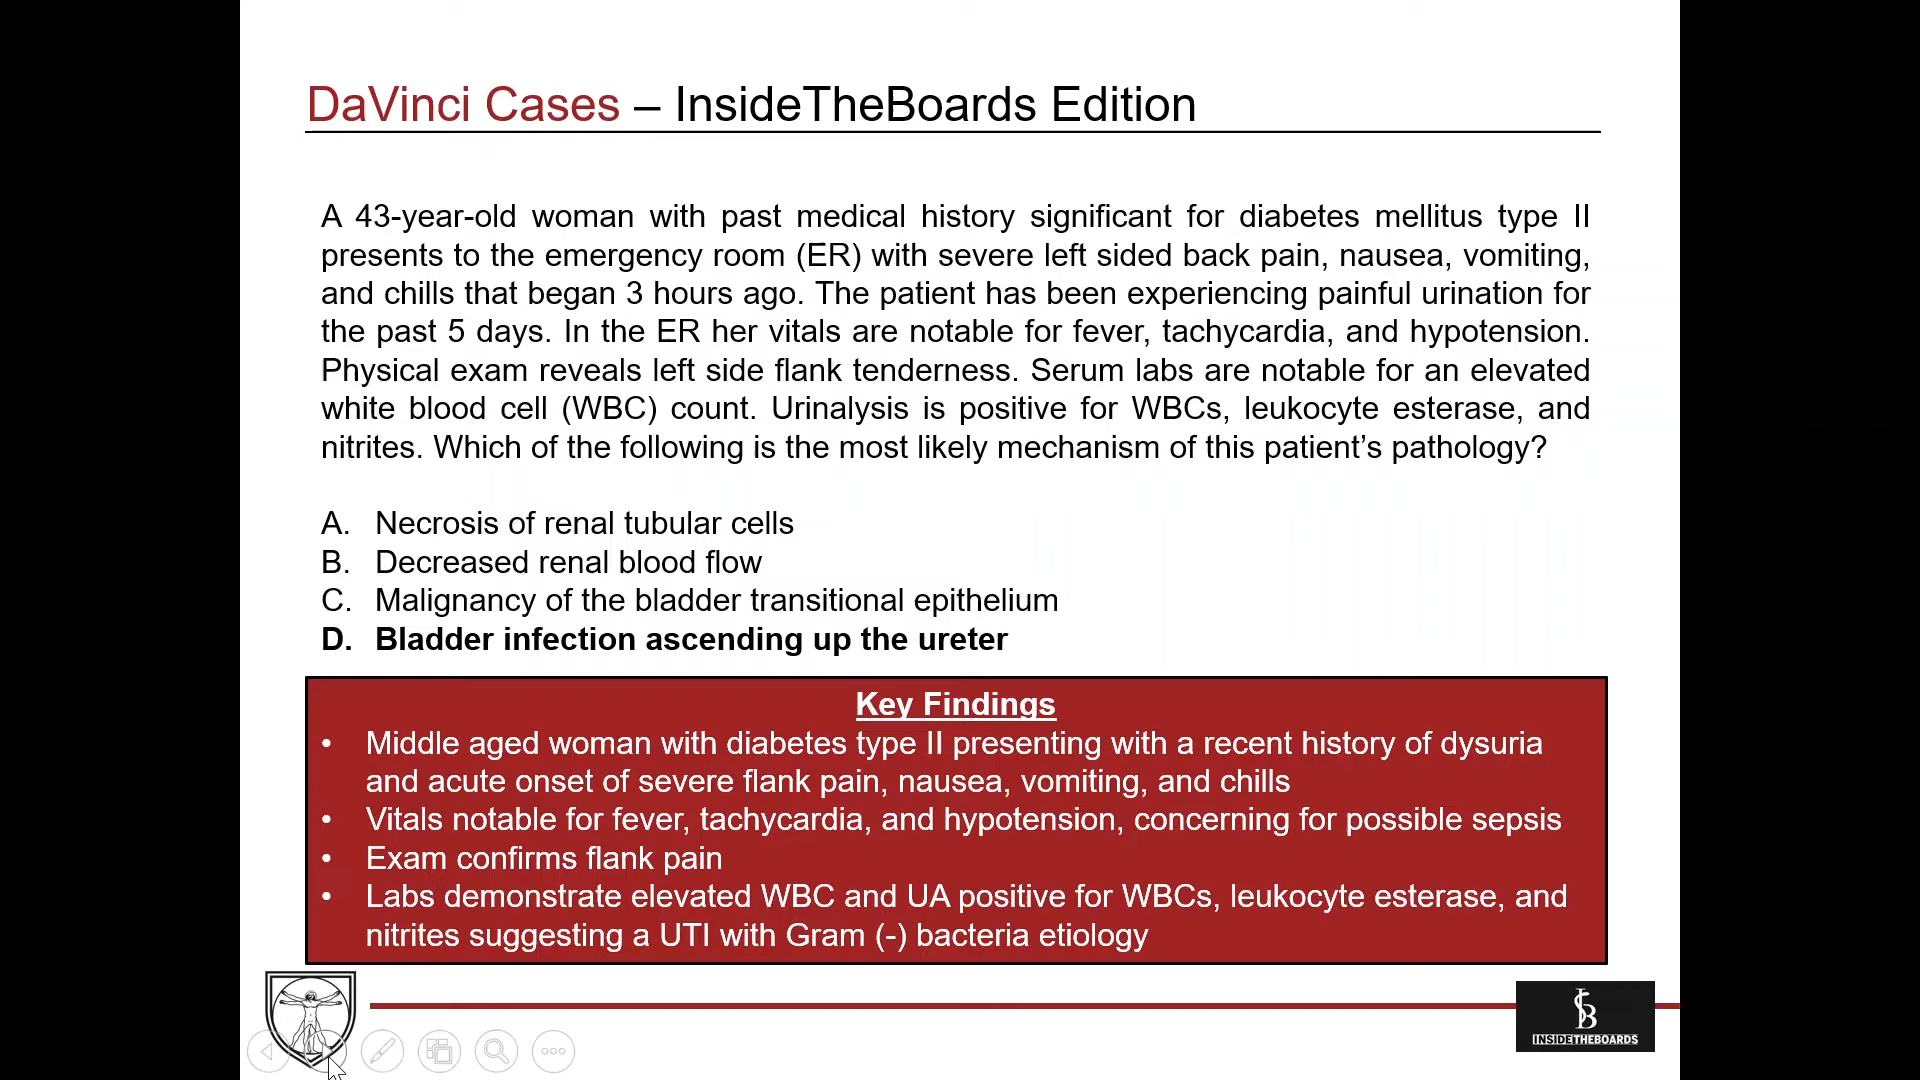 DaVinci Cases – InsideTheBoards Edition
A 43-year-old woman with past medical history significant for diabetes mellitus type II
presents to the emergency room (ER) with severe left sided back pain, nausea, vomiting,
and chills that began 3 hours ago. The patient has been experiencing painful urination for
the past 5 days. In the ER her vitals are notable for fever, tachycardia, and hypotension.
Physical exam reveals left side flank tenderness. Serum labs are notable for an elevated
white blood cell (WBC) count. Urinalysis is positive for WBCs, leukocyte esterase, and
nitrites. Which of the following is the most likely mechanism of this patient’s pathology?
A. Necrosis of renal tubular cells
B. Decreased renal blood flow
C. Malignancy of the bladder transitional epithelium
D. Bladder infection ascending up the ureter
Key Findings
• Middle aged woman with diabetes type II presenting with a recent history of dysuria
and acute onset of severe flank pain, nausea, vomiting, and chills
• Vitals notable for fever, tachycardia, and hypotension, concerning for possible sepsis
• Exam confirms flank pain
• Labs demonstrate elevated WBC and UA positive for WBCs, leukocyte esterase, and
nitrites suggesting a UTI with Gram (-) bacteria etiology
ITB
INSIDETHEBOARDS